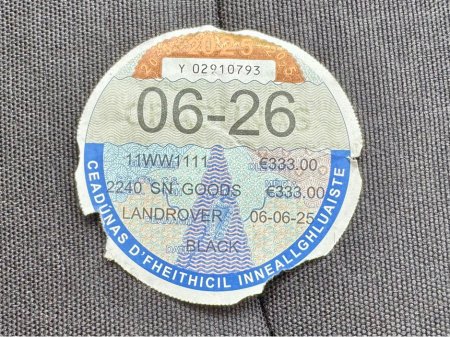 2025
Y 02910793
06-26
11WW1111 €333.00
2240 SN GOODS €333.00
LANDROVER 06-06-25
BLACK
CEADÚNAS D'FHEITHICIL INNEALLGHLUAISTE